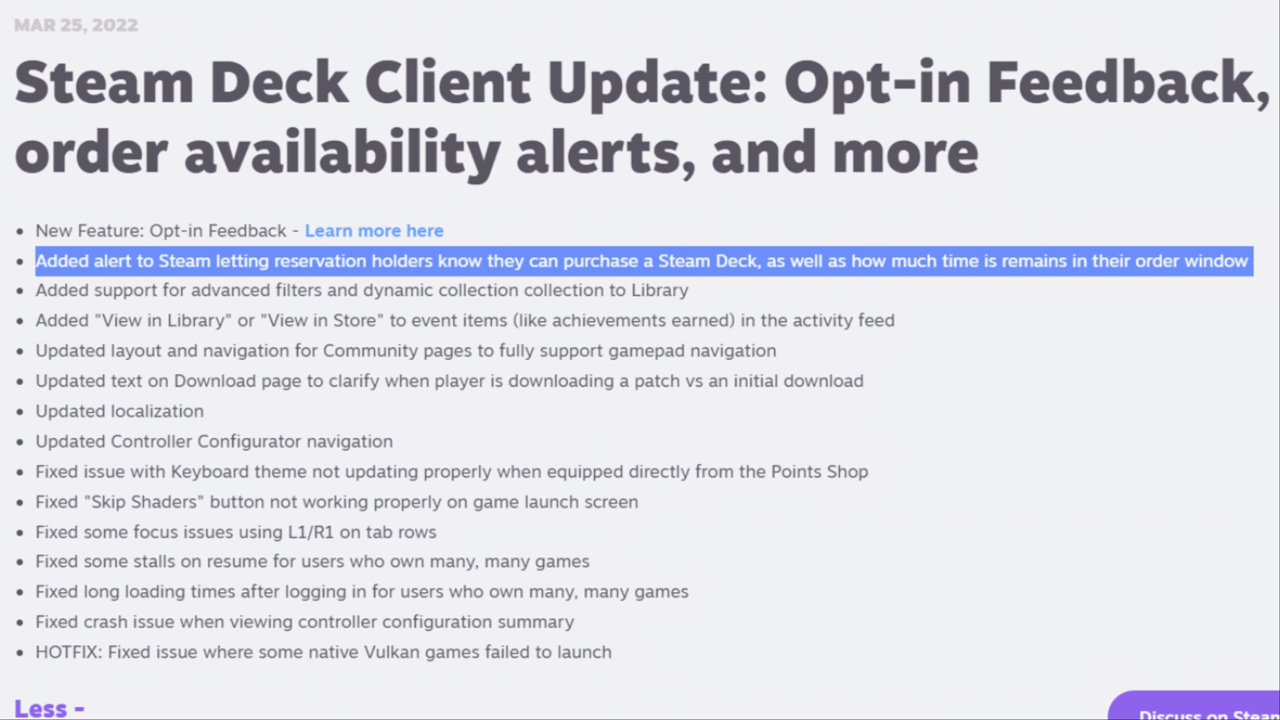 MAR 25, 2022
Steam Deck Client Update: Opt-in Feedback,
order availability alerts, and more
• New Feature: Opt-in Feedback - Learn more here
• Added alert to Steam letting reservation holders know they can purchase a Steam Deck, as well as how much time is remains in their order window
• Added support for advanced filters and dynamic collection collection to Library
• Added "View in Library" or "View in Store" to event items (like achievements earned) in the activity feed
• Updated layout and navigation for Community pages to fully support gamepad navigation
• Updated text on Download page to clarify when player is downloading a patch vs an initial download
• Updated localization
• Updated Controller Configurator navigation
• Fixed issue with Keyboard theme not updating properly when equipped directly from the Points Shop
• Fixed "Skip Shaders" button not working properly on game launch screen
• Fixed some focus issues using L1/R1 on tab rows
• Fixed some stalls on resume for users who own many, many games
• Fixed long loading times after logging in for users who own many, many games
• Fixed crash issue when viewing controller configuration summary
• HOTFIX: Fixed issue where some native Vulkan games failed to launch
Less -
Discuss on Steam